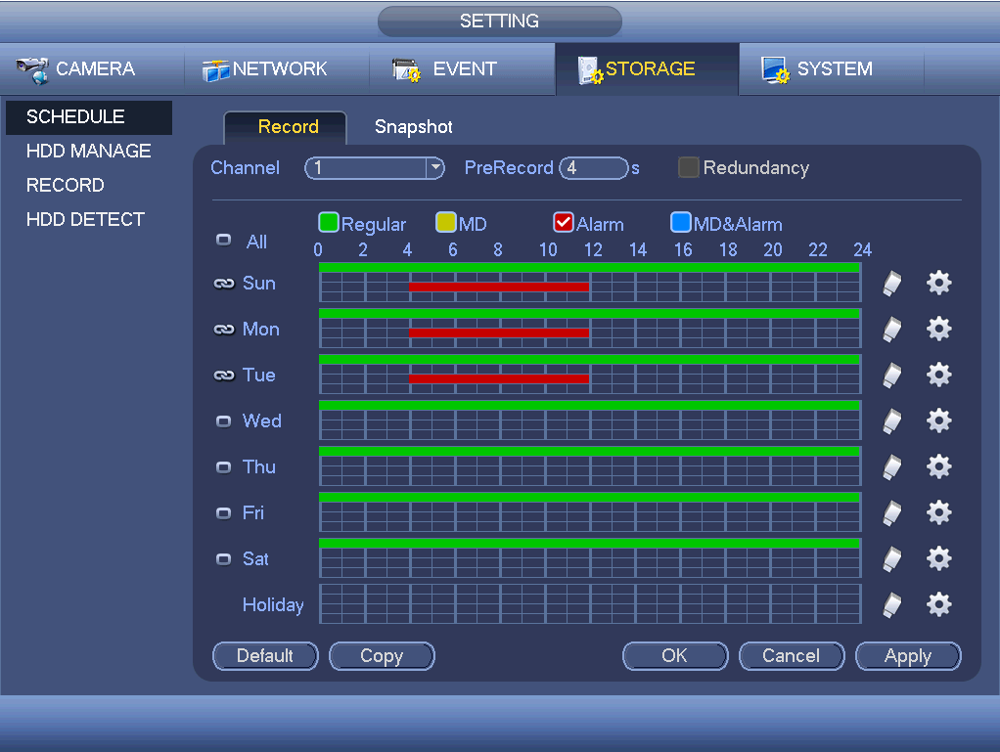 SETTING
CAMERA NETWORK EVENT STORAGE SYSTEM
SCHEDULE
HDD MANAGE
RECORD
HDD DETECT
Record Snapshot
Channel 1 PreRecord 4 s Redundancy
Regular MD Alarm MD&Alarm
All
0 2 4 6 8 10 12 14 16 18 20 22 24
Sun
Mon
Tue
Wed
Thu
Fri
Sat
Holiday
Default Copy OK Cancel Apply